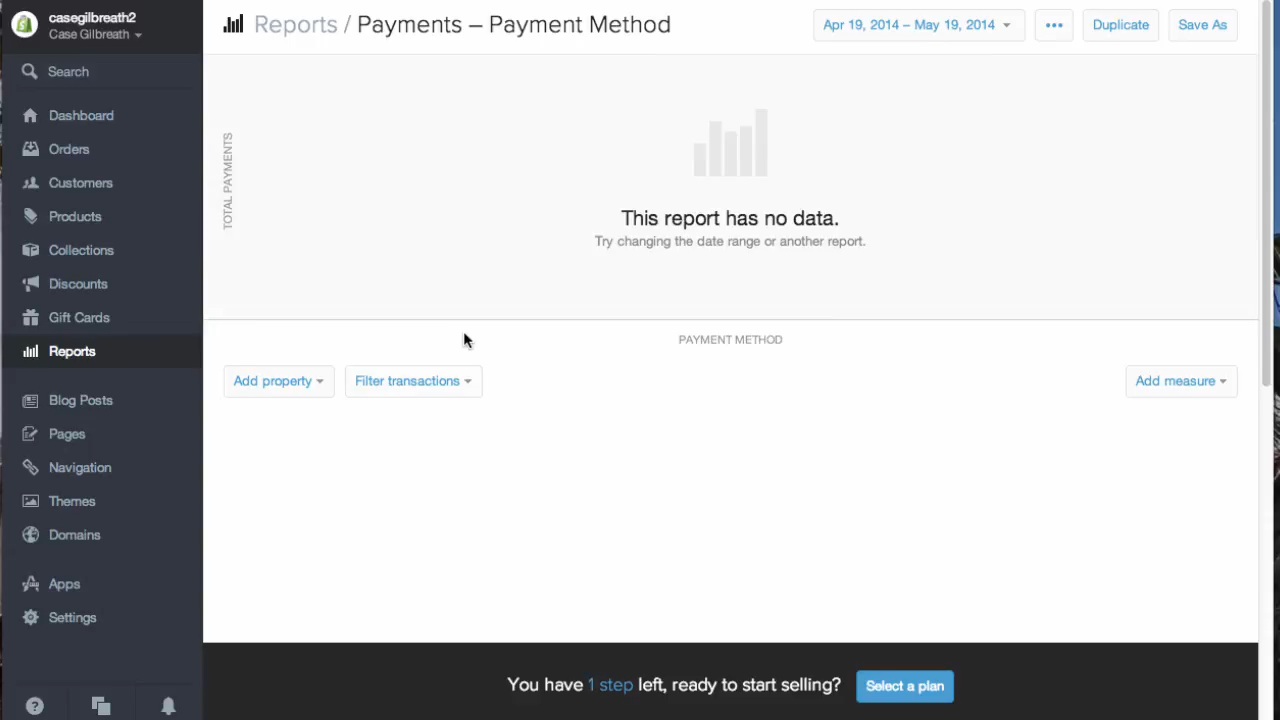 casegilbreath2
Case Gilbreath
Search
Dashboard
Orders
Customers
Products
Collections
Discounts
Gift Cards
Reports
Blog Posts
Pages
Navigation
Themes
Domains
Apps
Settings
Reports / Payments – Payment Method
Apr 19, 2014 – May 19, 2014
Duplicate
Save As
TOTAL PAYMENTS
This report has no data.
Try changing the date range or another report.
PAYMENT METHOD
Add property
Filter transactions
Add measure
You have 1 step left, ready to start selling?
Select a plan